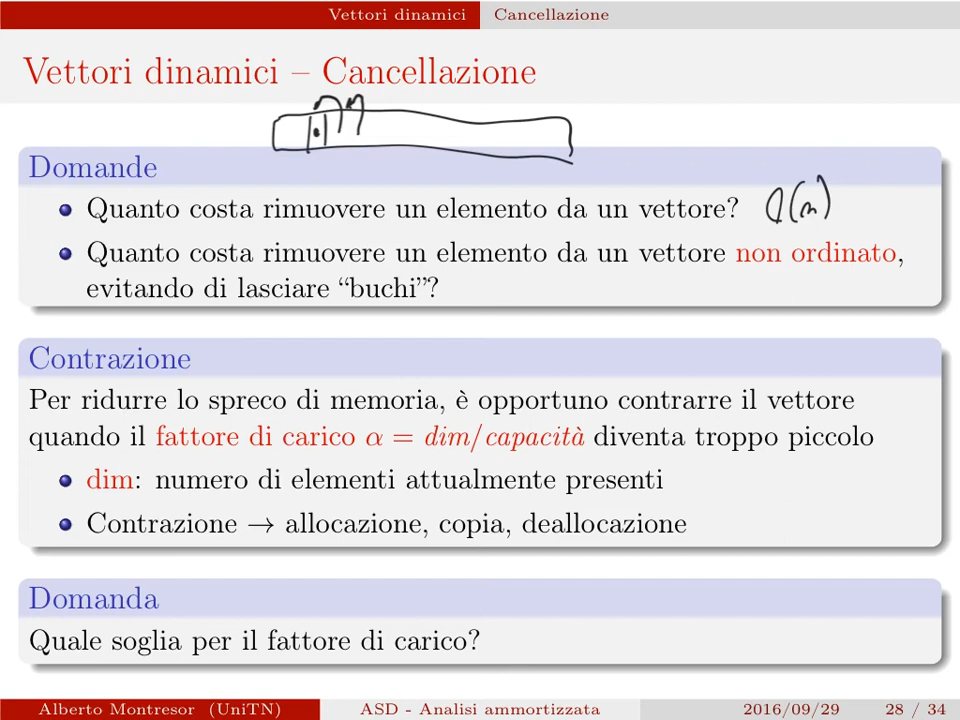 Vettori dinamici Cancellazione
Vettori dinamici – Cancellazione
Domande
Quanto costa rimuovere un elemento da un vettore? O(n)
Quanto costa rimuovere un elemento da un vettore non ordinato,
evitando di lasciare “buchi”?
Contrazione
Per ridurre lo spreco di memoria, è opportuno contrarre il vettore
quando il fattore di carico α = dim/capacità diventa troppo piccolo
dim: numero di elementi attualmente presenti
Contrazione → allocazione, copia, deallocazione
Domanda
Quale soglia per il fattore di carico?
Alberto Montresor (UniTN) ASD - Analisi ammortizzata 2016/09/29 28 / 34